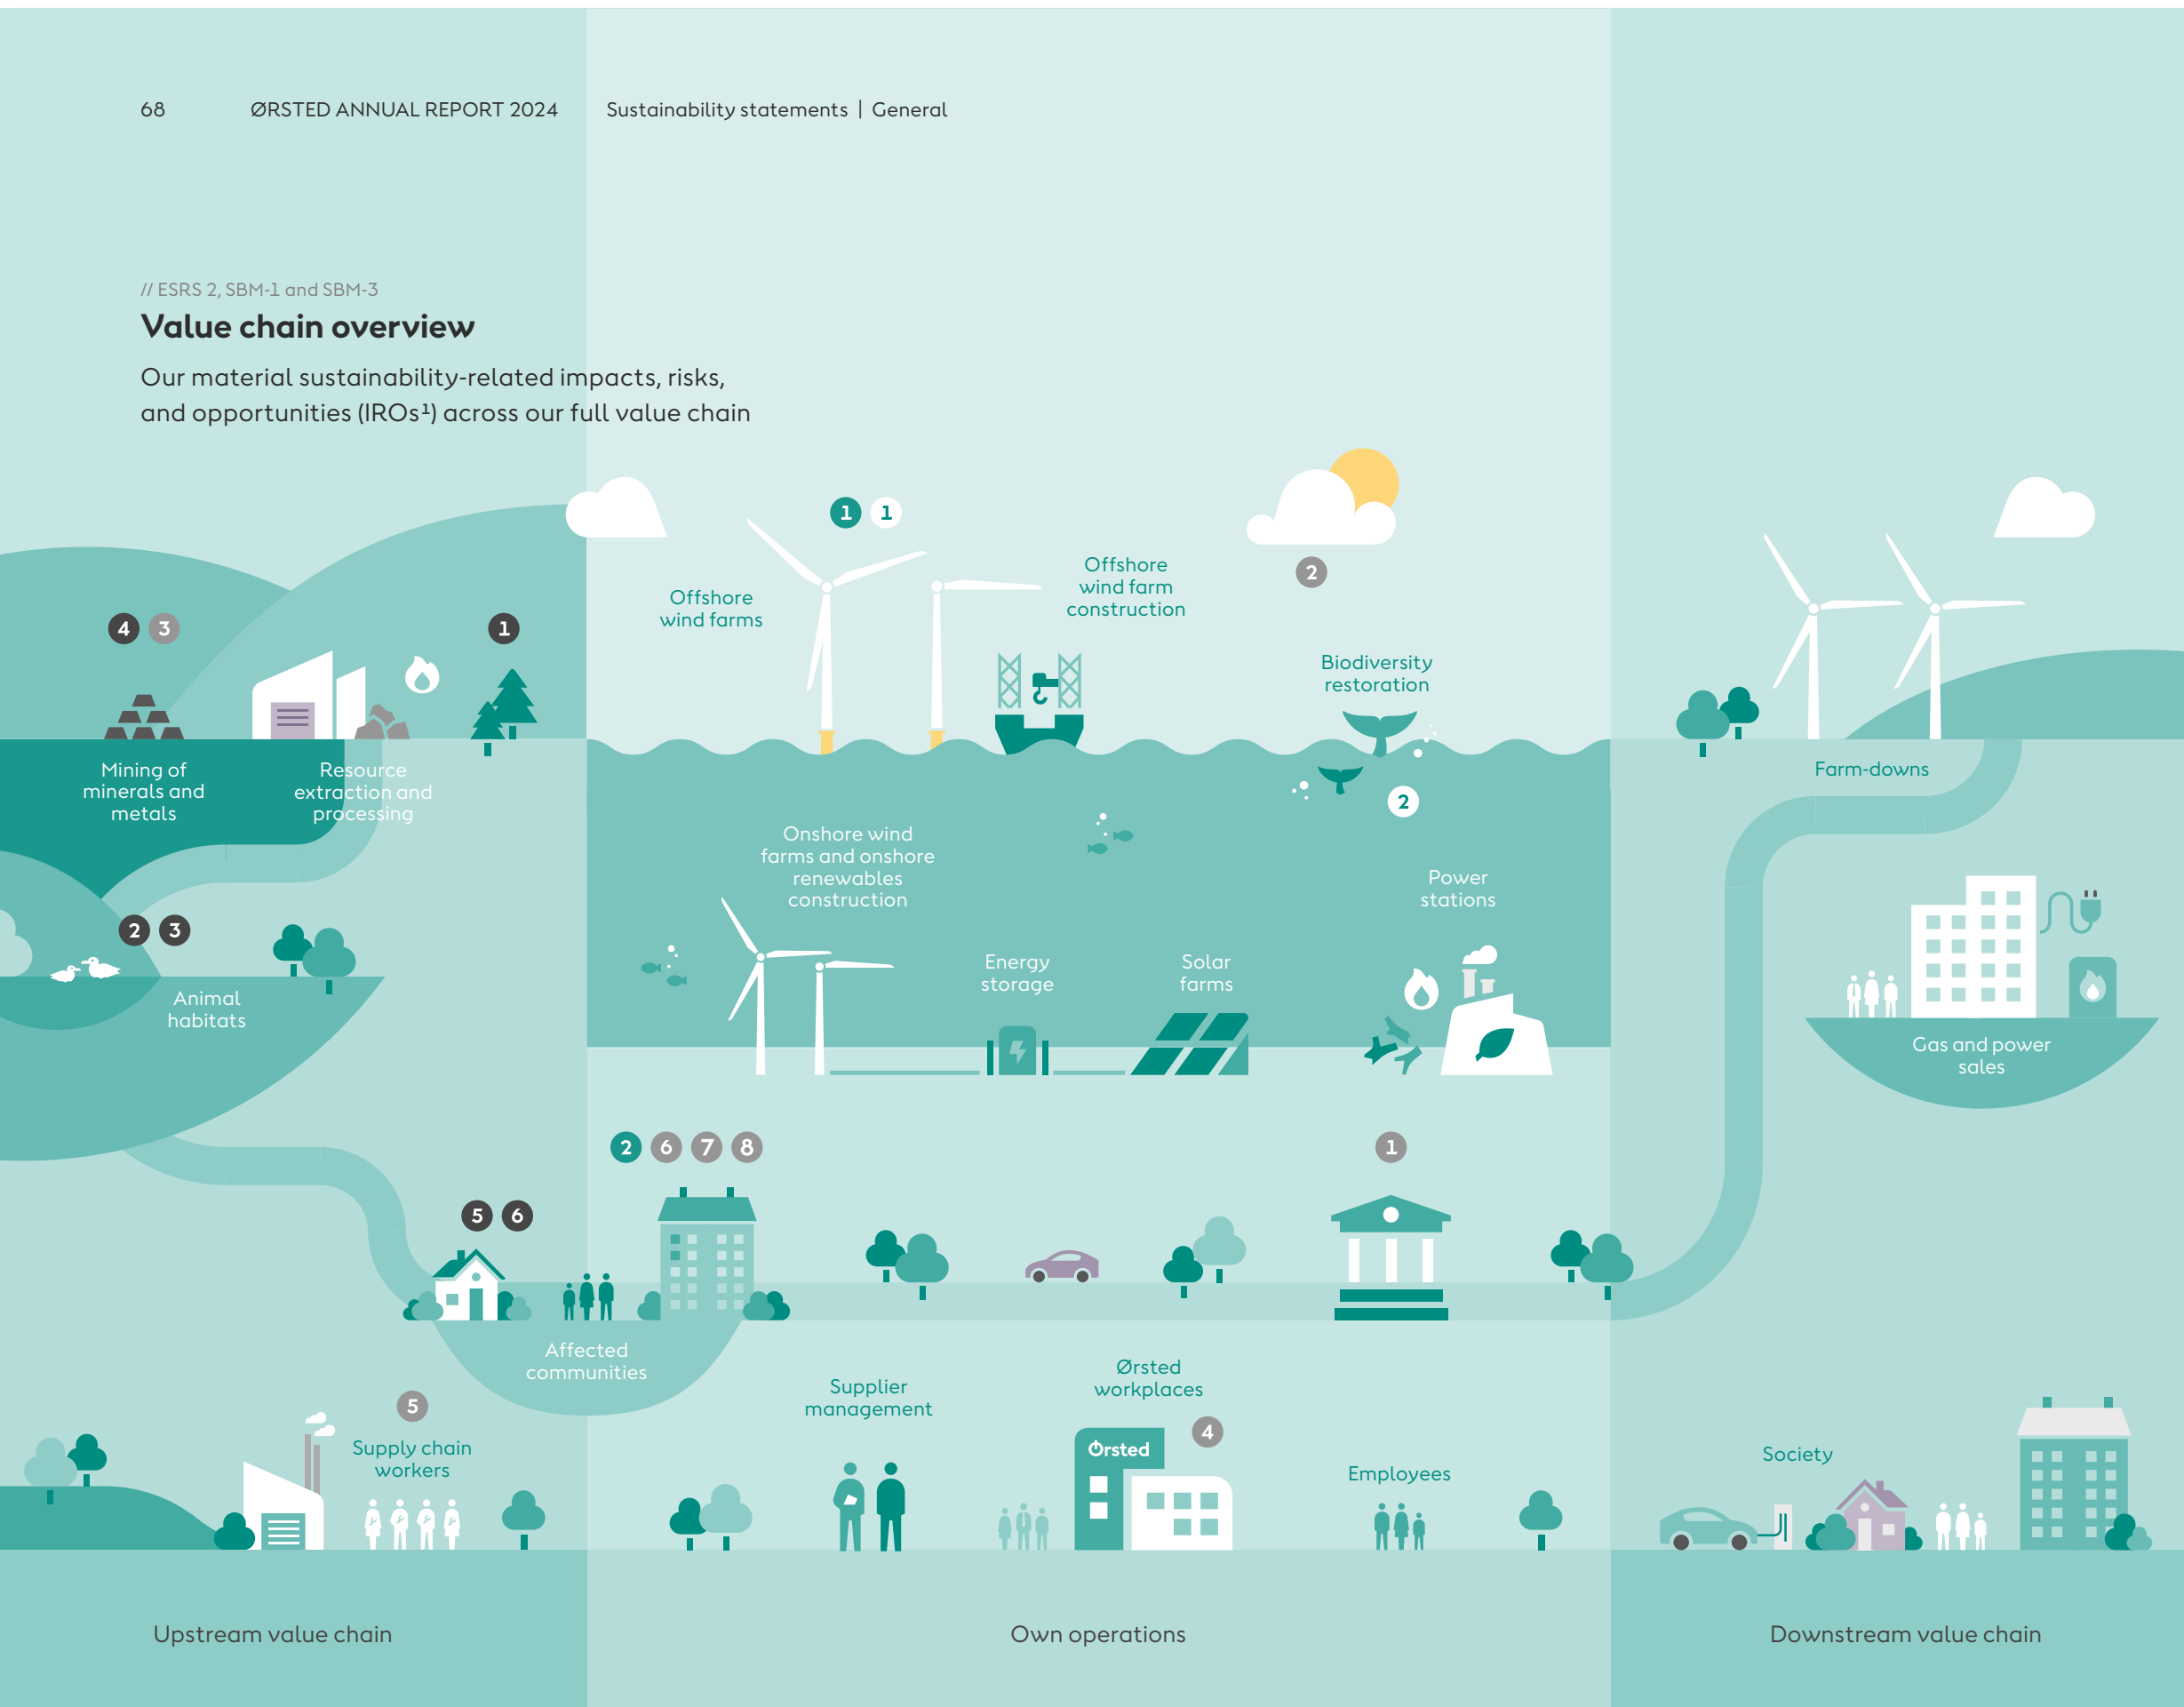 68 ØRSTED ANNUAL REPORT 2024 Sustainability statements | General
// ESRS 2, SBM-1 and SBM-3
Value chain overview
Our material sustainability-related impacts, risks,
and opportunities (IROs¹) across our full value chain
4 3
1
Mining of
minerals and
metals
Resource
extraction and
processing
2 3
Animal
habitats
5 6
Affected
communities
5
Supply chain
workers
Upstream value chain
1 1
Offshore
wind farms
Offshore
wind farm
construction
2
Biodiversity
restoration
2
Onshore wind
farms and onshore
renewables
construction
Energy
storage
Solar
farms
Power
stations
2 6 7 8
1
Supplier
management
Ørsted
workplaces
4
Ørsted
Employees
Own operations
Farm-downs
Gas and power
sales
Society
Downstream value chain